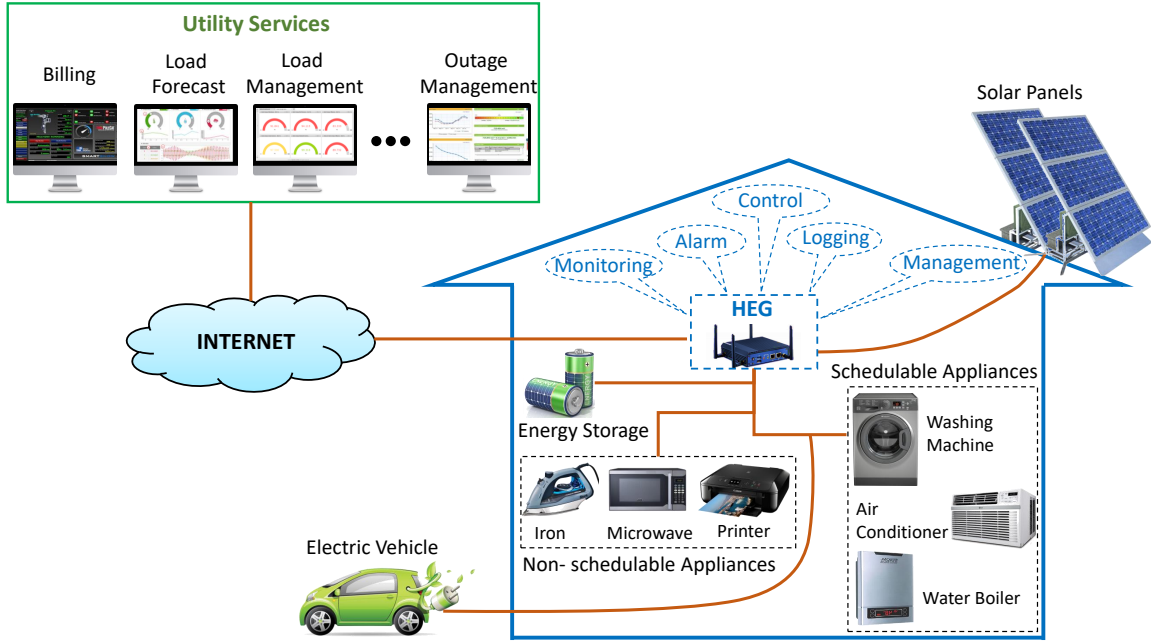 Utility Services
Billing
Load
Forecast
Load
Management
Outage
Management
Solar Panels
Control
Alarm
Logging
Monitoring
Management
HEG
INTERNET
Schedulable Appliances
Washing
Machine
Energy Storage
Air
Conditioner
Iron
Microwave
Printer
Electric Vehicle
Non- schedulable Appliances
Water Boiler